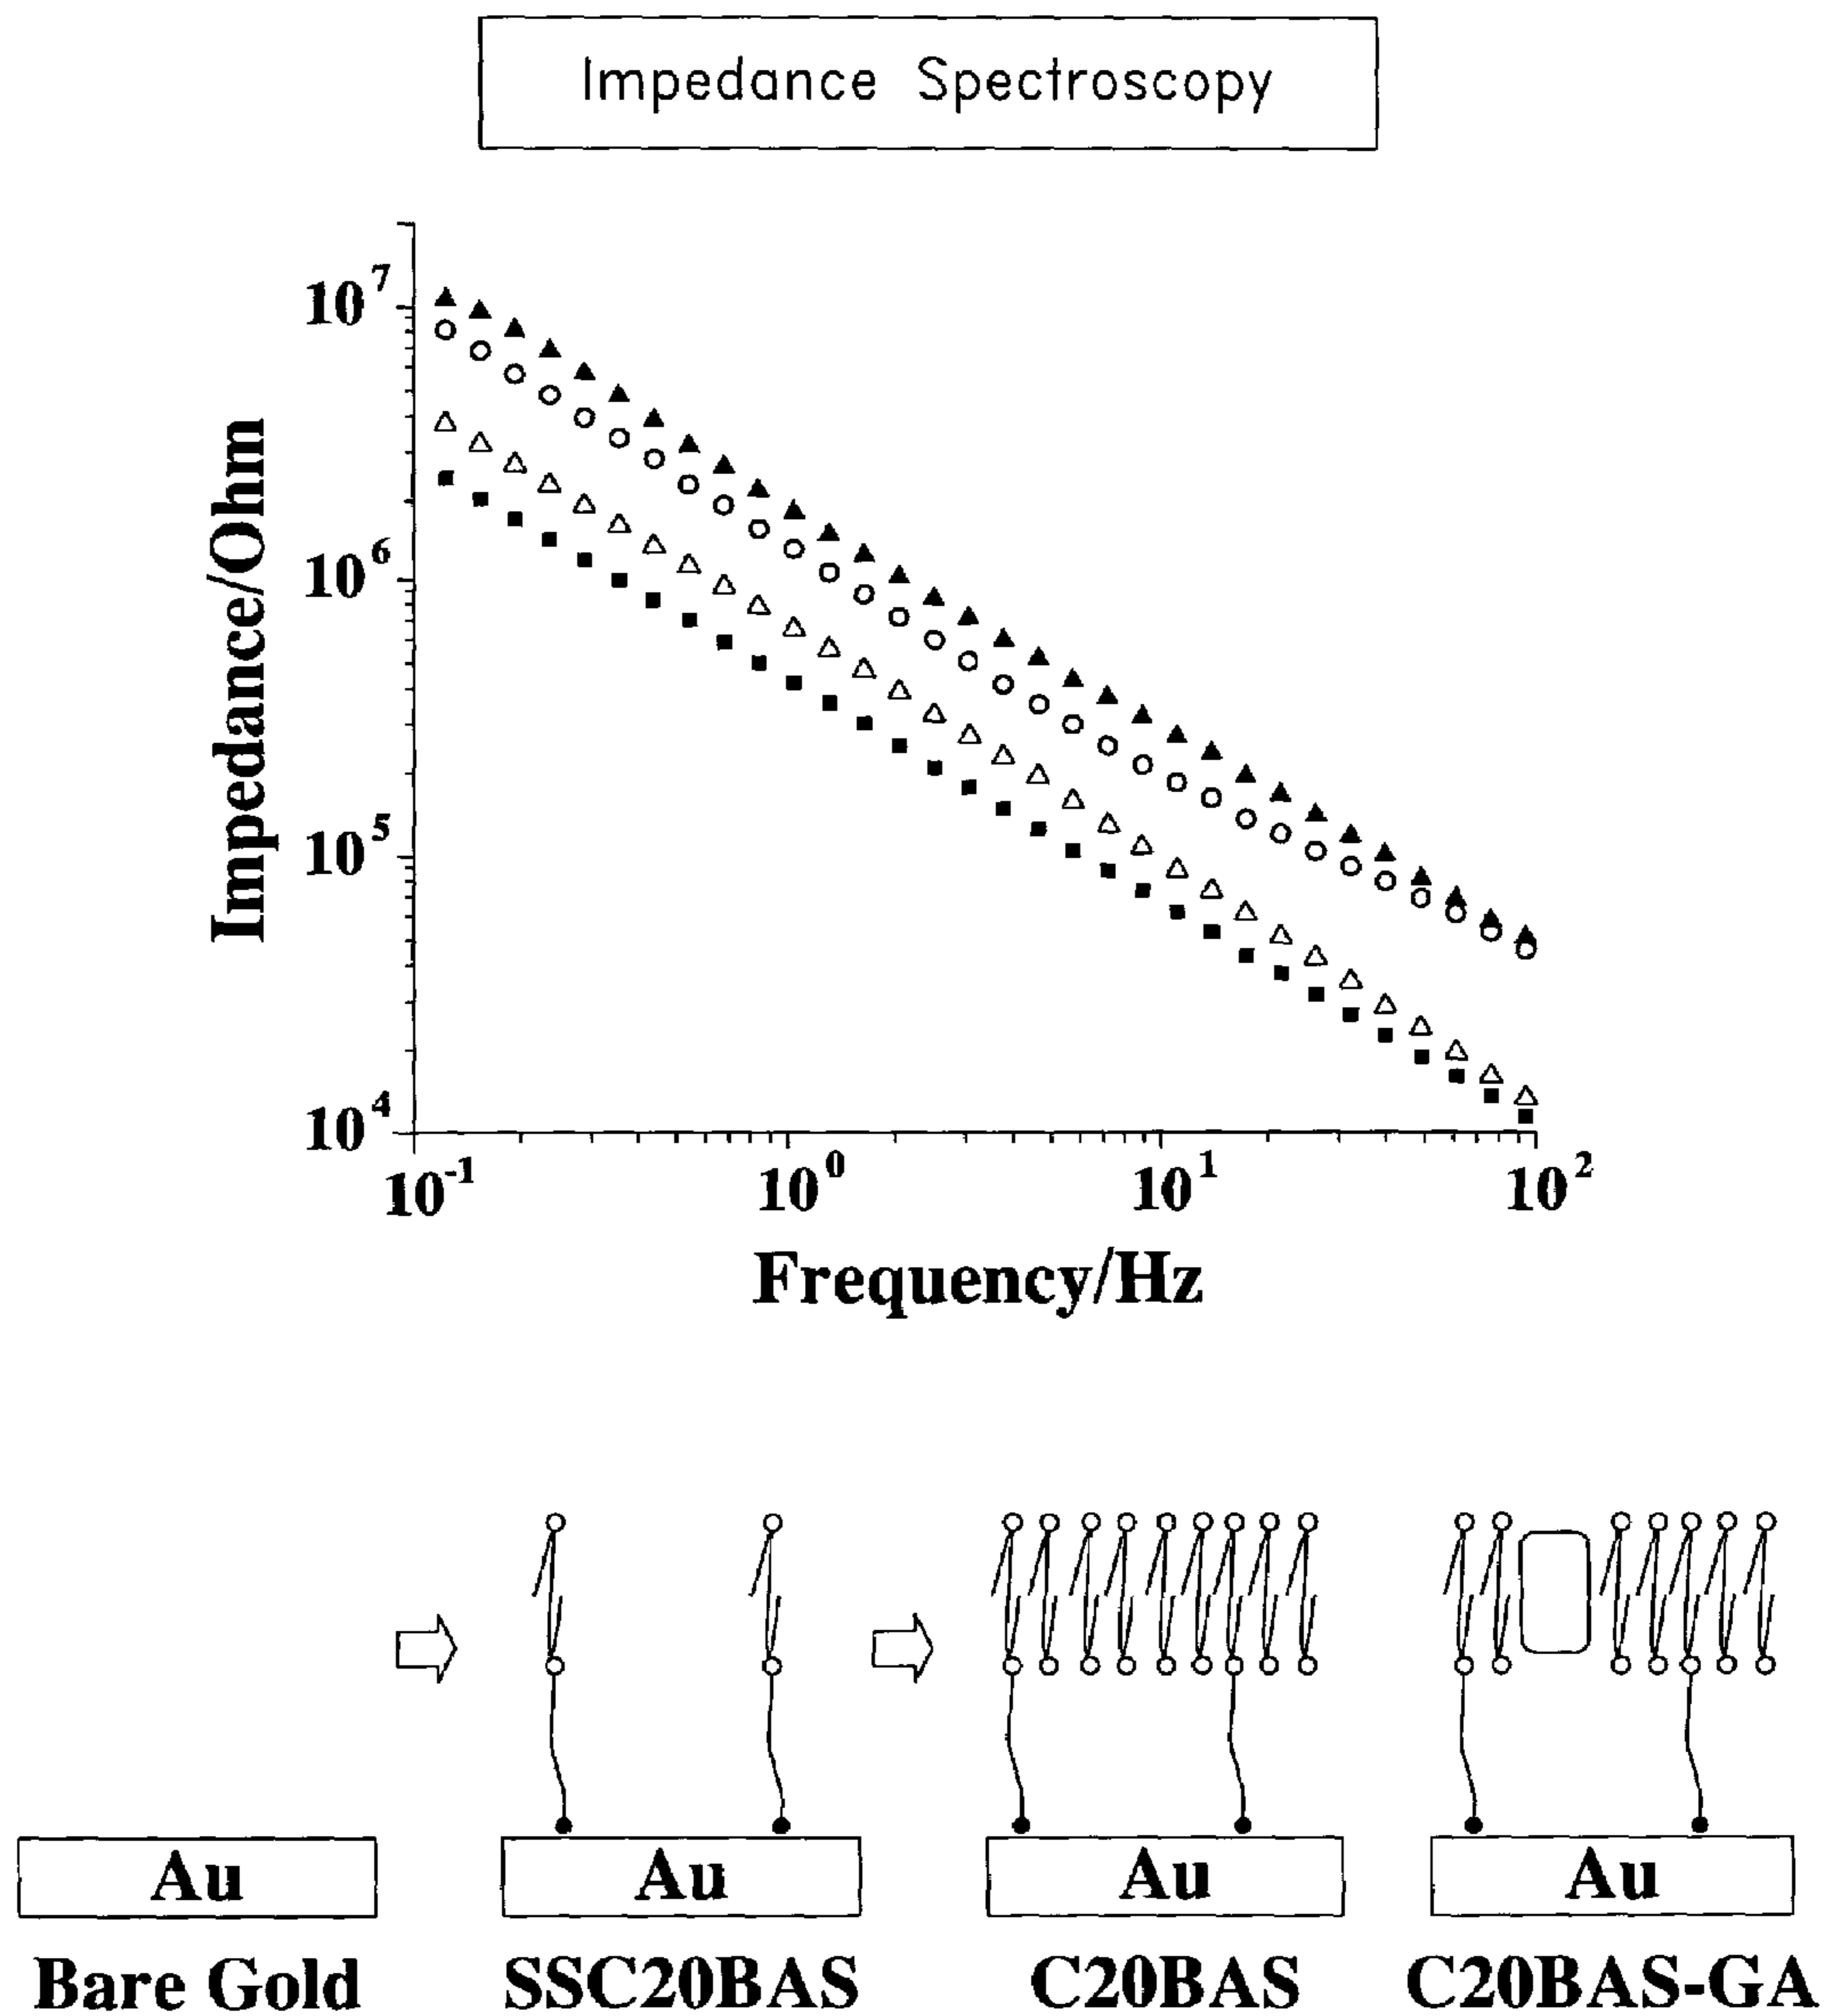 Impedance Spectroscopy
10^7
10^6
10^5
10^4
Impedance/Ohm
10^-1 10^0 10^1 10^2
Frequency/Hz
Au Au Au Au
Bare Gold SSC20BAS C20BAS C20BAS-GA